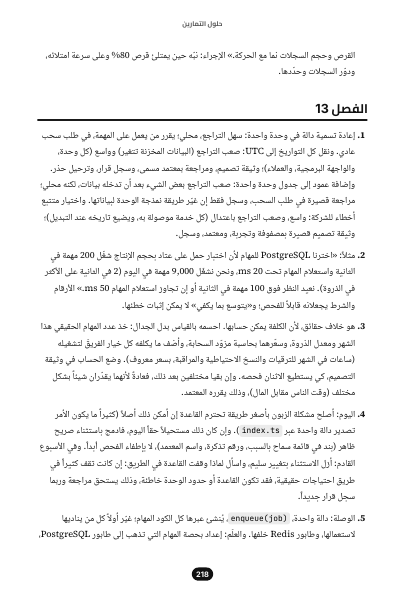 حلول التمارين
القرص وحجم السجلات نما مع الحركة.» الإجراء: نبّه حين يمتلئ قرص 80% وعلى سرعة امتلائه،
ودوّر السجلات وحدّدها.
الفصل 13
1. إعادة تسمية دالة في وحدة واحدة: سهل التراجع، محلي؛ يقرر من يعمل على المهمة، في طلب سحب
عادي. ونقل كل التواريخ إلى UTC: صعب التراجع (البيانات المخزنة تتغير) وواسع (كل وحدة،
والواجهة البرمجية، والعملاء)؛ وثيقة تصميم، ومراجعة بمعتمد مسمى، وسجل قرار، وترحيل حذر.
وإضافة عمود إلى جدول وحدة واحدة: صعب التراجع بعض الشيء بعد أن تدخله بيانات، لكنه محلي؛
مراجعة قصيرة في طلب السحب، وسجل فقط إن غيّر طريقة نمذجة الوحدة لبياناتها. واختيار متتبع
أخطاء للشركة: واسع، وصعب التراجع باعتدال (كل خدمة موصولة به، ويضيع تاريخه عند التبديل)؛
وثيقة تصميم قصيرة بمصفوفة وتجربة، ومعتمد، وسجل.
2. مثلاً: «اخترنا PostgreSQL للمهام لأن اختبار حمل على عتاد بحجم الإنتاج شغّل 200 مهمة في
الثانية واستعلام المهام تحت 20 ms، ونحن نشغّل 9,000 مهمة في اليوم (2 في الثانية على الأكثر
في الذروة). نعيد النظر فوق 100 مهمة في الثانية أو إن تجاوز استعلام المهام 50 ms.» الأرقام
والشرط يجعلانه قابلاً للفحص؛ و«يتوسع بما يكفي» لا يمكن إثبات خطئها.
3. هو خلاف حقائق، لأن الكلفة يمكن حسابها. احسمه بالقياس بدل الجدال: خذ عدد المهام الحقيقي هذا
الشهر ومعدل الذروة، وسعّرهما بحاسبة مزوّد السحابة، وأضف ما يكلفه كل خيار الفريقَ لتشغيله
(ساعات في الشهر للترقيات والنسخ الاحتياطية والمراقبة، بسعر معروف). وضع الحساب في وثيقة
التصميم، كي يستطيع الاثنان فحصه. وإن بقيا مختلفين بعد ذلك، فعادةً لأنهما يقدّران شيئاً بشكل
مختلف (وقت الناس مقابل المال)، وذلك يقرره المعتمد.
4. اليوم: أصلح مشكلة الزبون بأصغر طريقة تحترم القاعدة إن أمكن ذلك أصلاً (كثيراً ما يكون الأمر
تصدير دالة واحدة عبر index.ts). وإن كان ذلك مستحيلاً حقاً اليوم، فادمج باستثناء صريح
ظاهر (بند في قائمة سماح بالسبب، ورقم تذكرة، واسم المعتمد)، لا بإطفاء الفحص أبداً. وفي الأسبوع
القادم: أزل الاستثناء بتغيير سليم، واسأل لماذا وقفت القاعدة في الطريق: إن كانت تقف كثيراً في
طريق احتياجات حقيقية، فقد تكون القاعدة أو حدود الوحدة خاطئة، وذلك يستحق مراجعة وربما
سجل قرار جديداً.
5. الوصلة: دالة واحدة، enqueue(job)، يُنشئ عبرها كل الكود المهام؛ غيّر أولاً كل من يناديها
لاستعمالها، وطابور Redis خلفها. والعلَم: إعداد بحصة المهام التي تذهب إلى طابور PostgreSQL،
218